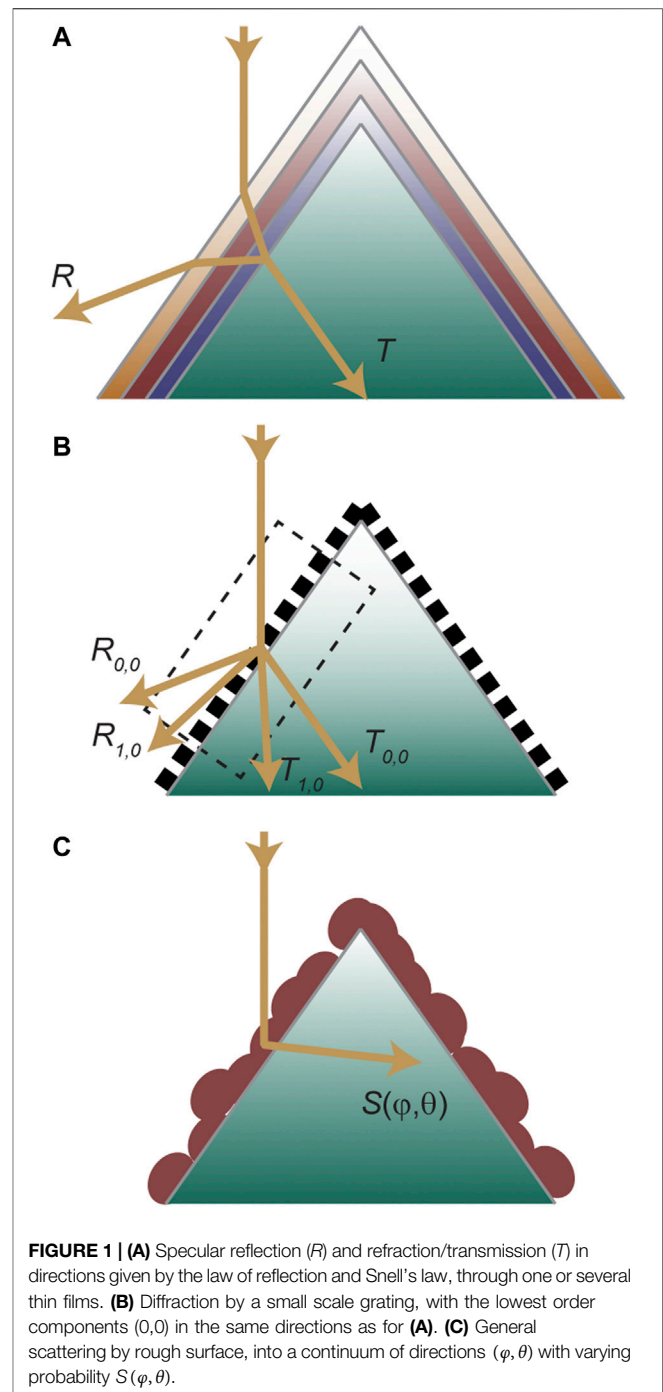 A
R
T
B
R0,0
R1,0
T1,0
T0,0
C
S(φ,θ)
FIGURE 1 | (A) Specular reflection (R) and refraction/transmission (T) in
directions given by the law of reflection and Snell's law, through one or several
thin films. (B) Diffraction by a small scale grating, with the lowest order
components (0,0) in the same directions as for (A). (C) General
scattering by rough surface, into a continuum of directions (φ,θ) with varying
probability S(φ,θ).